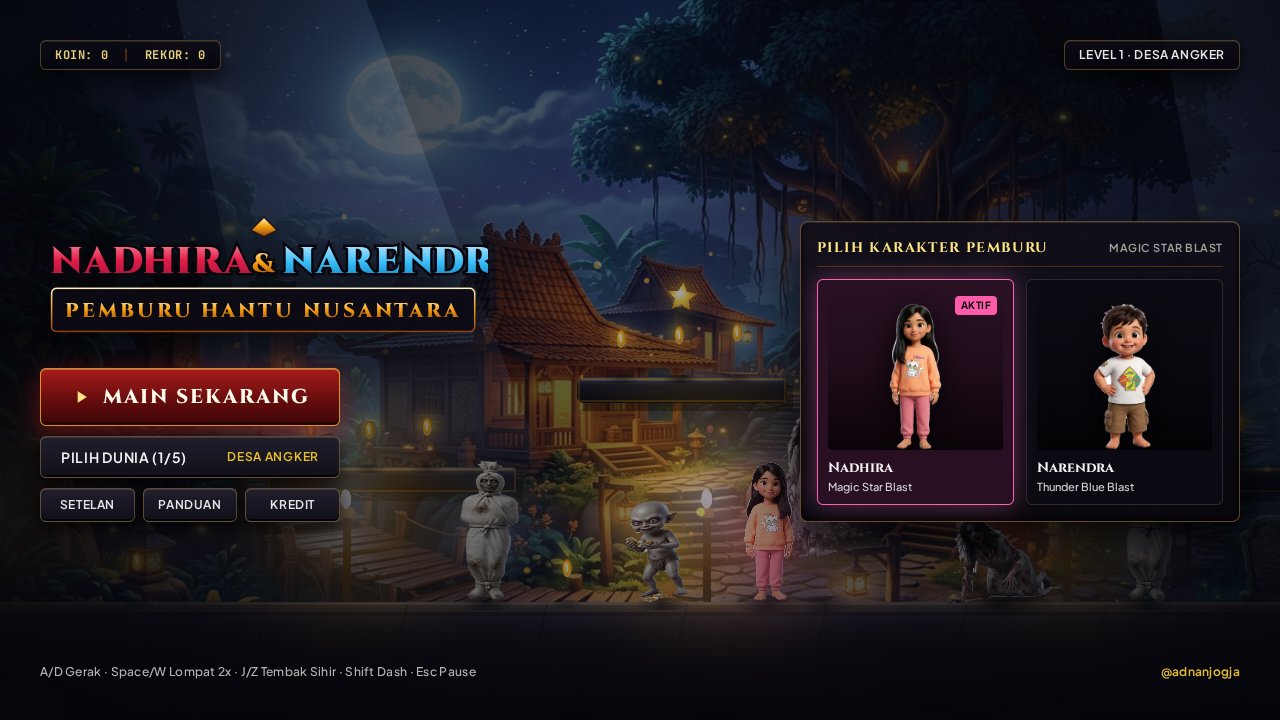 KOIN: 0 | REKOR: 0
LEVEL 1 · DESA ANGKER
NADHIRA & NARENDR
PEMBURU HANTU NUSANTARA
MAIN SEKARANG
PILIH DUNIA (1/5) DESA ANGKER
SETELAN PANDUAN KREDIT
PILIH KARAKTER PEMBURU MAGIC STAR BLAST
AKTIF
NADHIRA
Magic Star Blast
NARENDRA
Thunder Blue Blast
A/D Gerak · Space/W Lompat 2x · J/Z Tembak Sihir · Shift Dash · Esc Pause
@adnanjogja